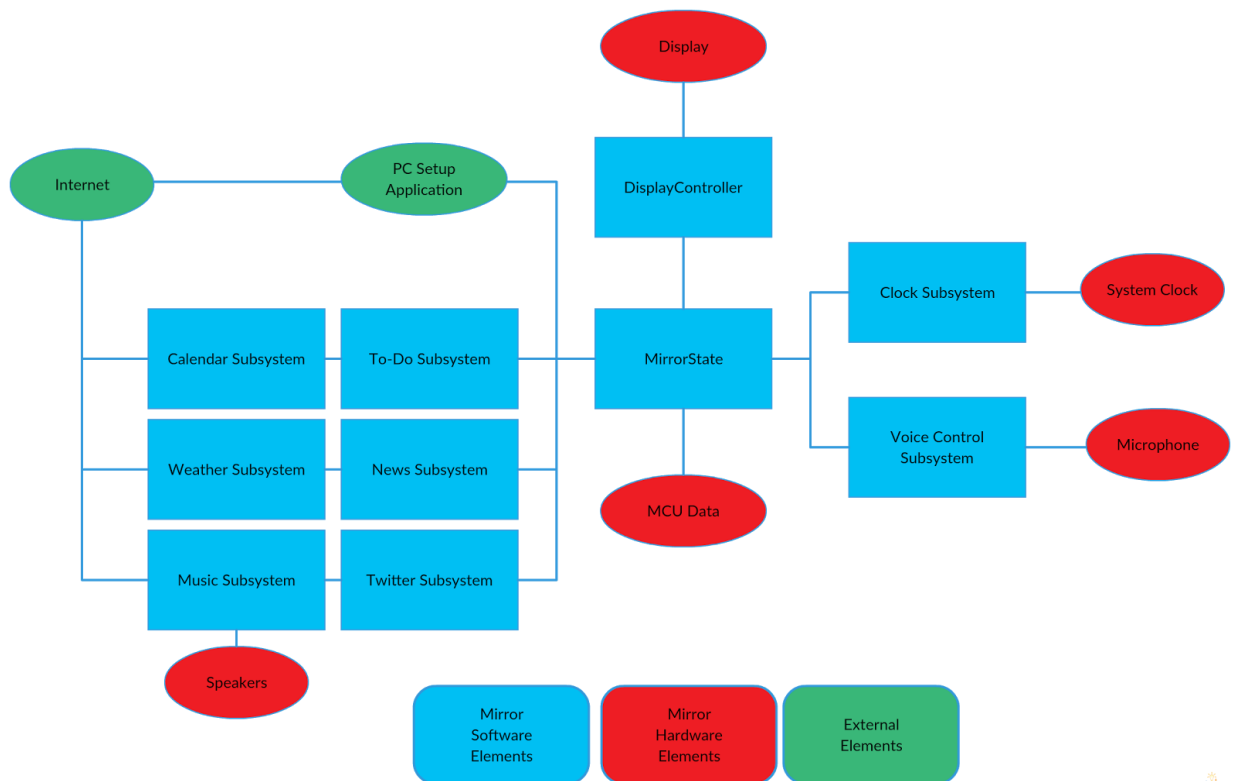 Display
Internet
PC Setup
Application
DisplayController
Clock Subsystem
System Clock
Calendar Subsystem
To-Do Subsystem
MirrorState
Weather Subsystem
News Subsystem
Voice Control
Subsystem
Microphone
MCU Data
Music Subsystem
Twitter Subsystem
Speakers
Mirror
Software
Elements
Mirror
Hardware
Elements
External
Elements